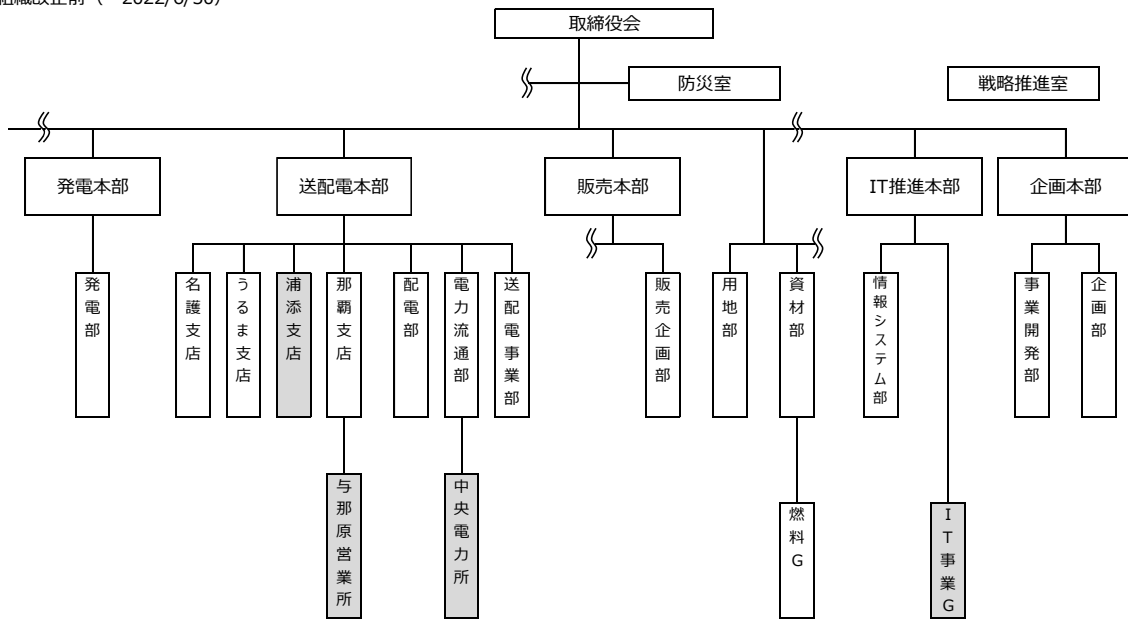 組織改正前（～2022/6/30）
取締役会
防災室
戦略推進室
発電本部
送配電本部
販売本部
IT推進本部
企画本部
発電部
名護支店
うるま支店
浦添支店
那覇支店
配電部
電力流通部
送配電事業部
販売企画部
用地部
資材部
情報システム部
事業開発部
企画部
与那原営業所
中央電力所
燃料G
IT事業G